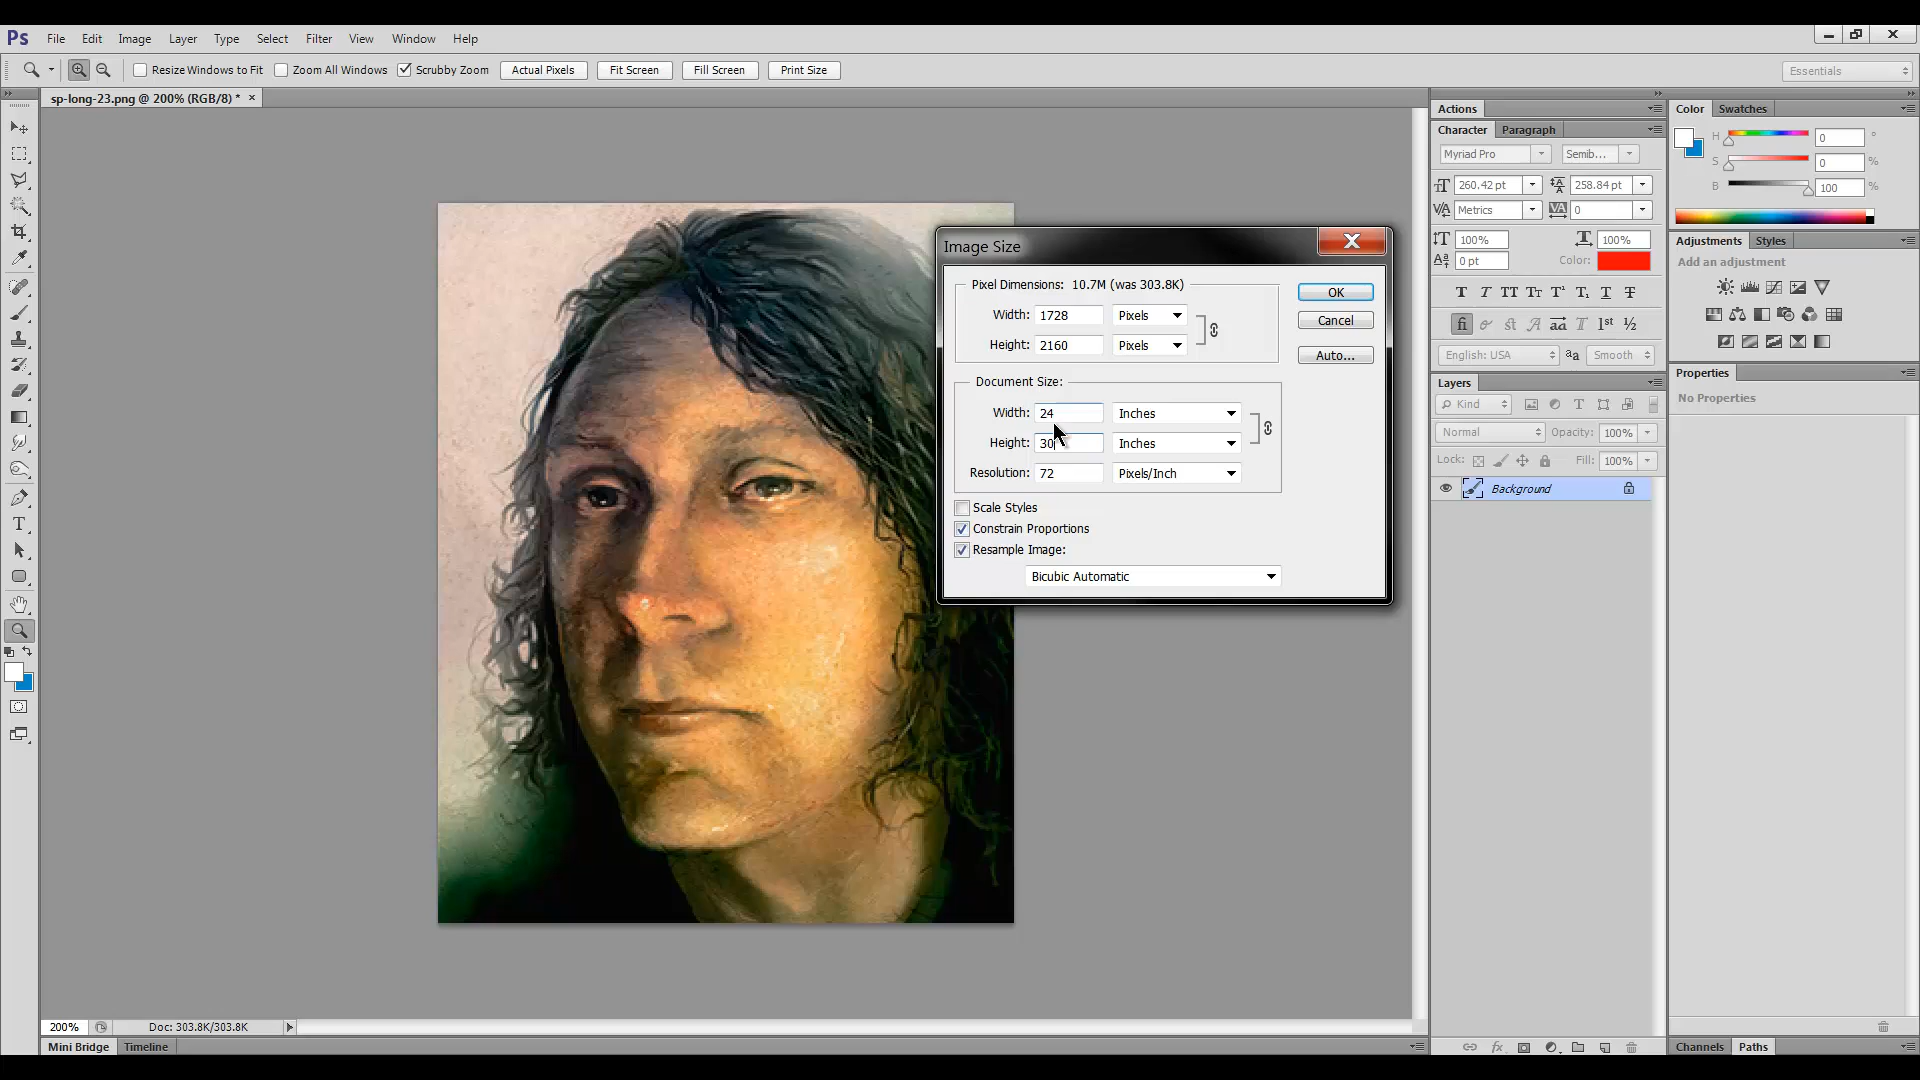 Ps File Edit Image Layer Type Select Filter View Window Help
Resize Windows to Fit Zoom All Windows Scrubby Zoom Actual Pixels Fit Screen Fill Screen Print Size Essentials
sp-long-23.png @ 200% (RGB/8) * ×
Actions
Character Paragraph
Myriad Pro Semib...
260.42 pt 258.84 pt
Metrics 0
100% 100%
0 pt Color:
English: USA aa Smooth
Color Swatches
H 0 °
S 0 %
B 100 %
Adjustments Styles
Add an adjustment
Layers
Kind
Normal Opacity: 100%
Lock: Fill: 100%
Background
Properties
No Properties
Image Size
Pixel Dimensions: 10.7M (was 303.8K)
Width: 1728 Pixels
Height: 2160 Pixels
Document Size:
Width: 24 Inches
Height: 30 Inches
Resolution: 72 Pixels/Inch
Scale Styles
Constrain Proportions
Resample Image:
Bicubic Automatic
OK
Cancel
Auto...
200% Doc: 303.8K/303.8K
Mini Bridge Timeline
Channels Paths